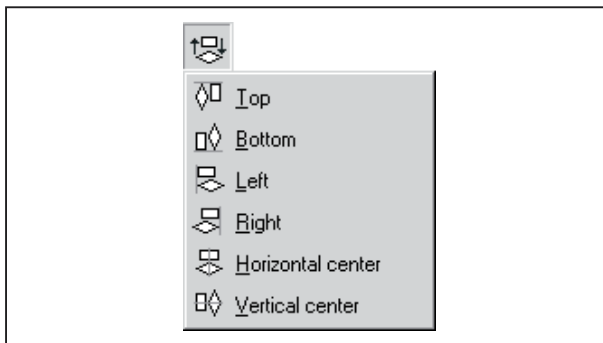 Top
Bottom
Left
Right
Horizontal center
Vertical center